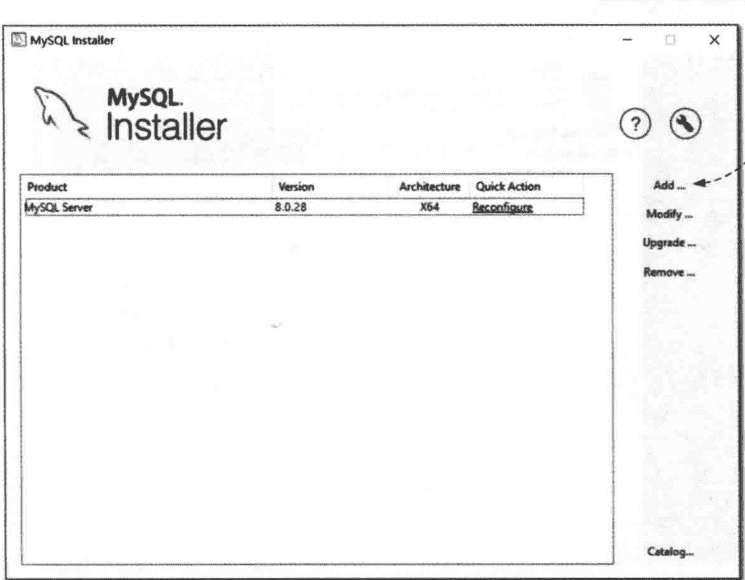 MySQL Installer
MySQL.
Installer
?
Product Version Architecture Quick Action
MySQL Server 8.0.28 X64 Reconfigure
Add ...
Modify ...
Upgrade ...
Remove ...
Catalog...